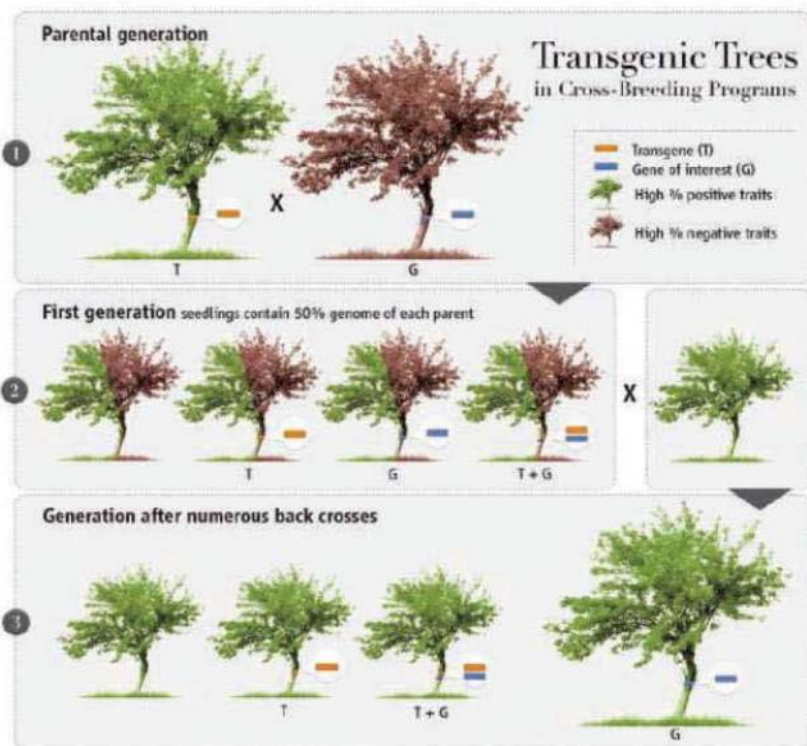 Parental generation
Transgenic Trees
in Cross-Breeding Programs
Transgene (T)
Gene of interest (G)
High % positive traits
High % negative traits
1
X
T
G
First generation seedlings contain 50% genome of each parent
2
X
T
G
T + G
Generation after numerous back crosses
3
T
T + G
G